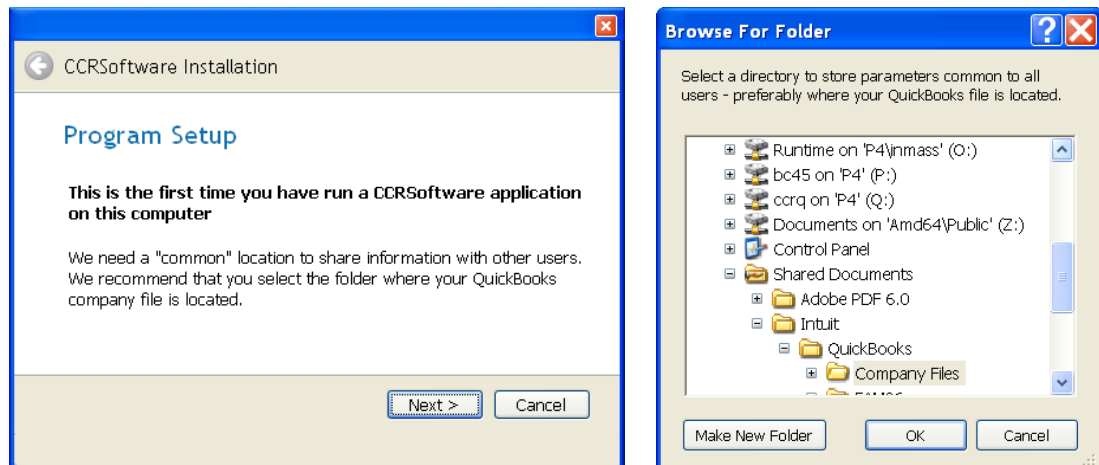 CCRSoftware Installation
Program Setup
This is the first time you have run a CCRSoftware application
on this computer
We need a "common" location to share information with other users.
We recommend that you select the folder where your QuickBooks
company file is located.
Next >
Cancel
Browse For Folder
Select a directory to store parameters common to all
users - preferably where your QuickBooks file is located.
Runtime on 'P4\inmass' (O:)
bc45 on 'P4' (P:)
ccrq on 'P4' (Q:)
Documents on 'Amd64\Public' (Z:)
Control Panel
Shared Documents
Adobe PDF 6.0
Intuit
QuickBooks
Company Files
Make New Folder
OK
Cancel